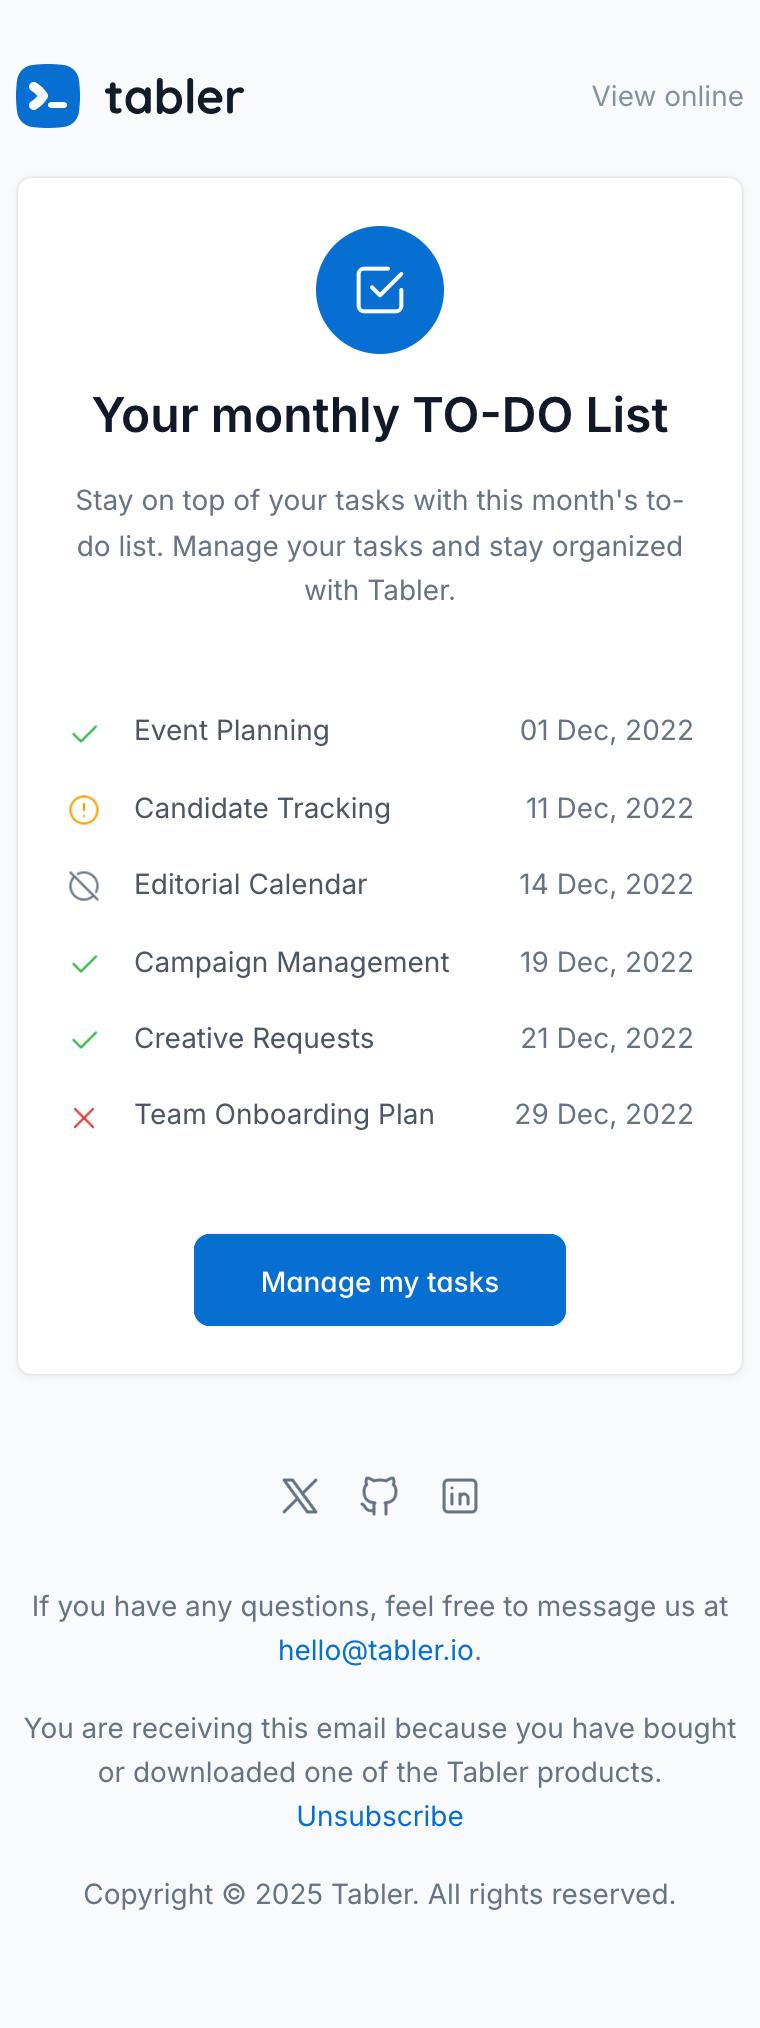 tabler
View online
Your monthly TO-DO List
Stay on top of your tasks with this month's to-
do list. Manage your tasks and stay organized
with Tabler.
Event Planning 01 Dec, 2022
Candidate Tracking 11 Dec, 2022
Editorial Calendar 14 Dec, 2022
Campaign Management 19 Dec, 2022
Creative Requests 21 Dec, 2022
Team Onboarding Plan 29 Dec, 2022
Manage my tasks
If you have any questions, feel free to message us at
hello@tabler.io.
You are receiving this email because you have bought
or downloaded one of the Tabler products.
Unsubscribe
Copyright © 2025 Tabler. All rights reserved.